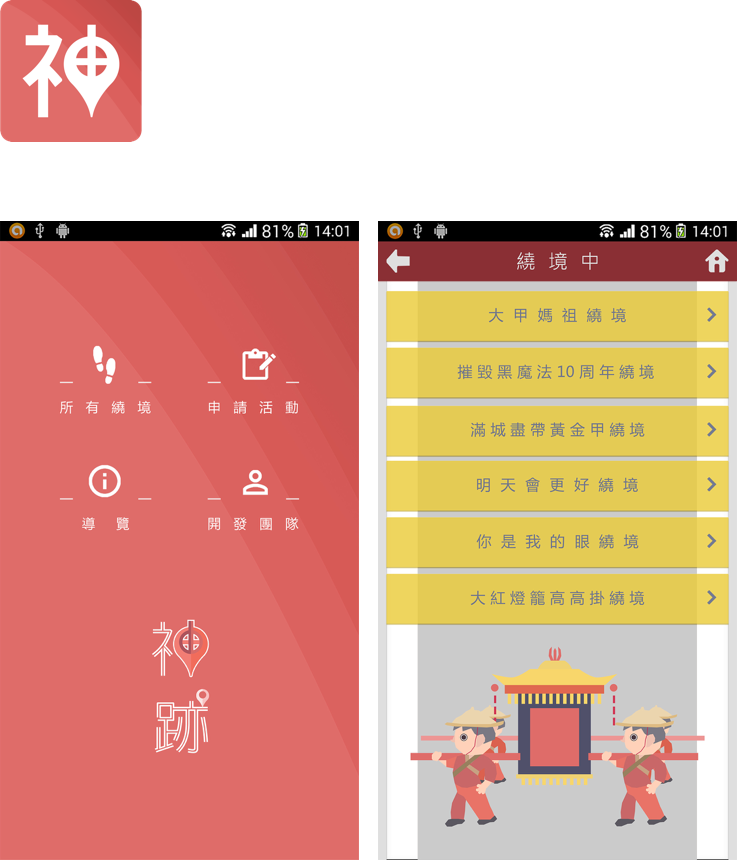 神
81% 14:01
所有繞境
申請活動
導覽
開發團隊
神
跡
81% 14:01
繞境中
大甲媽祖繞境
摧毀黑魔法10周年繞境
滿城盡帶黃金甲繞境
明天會更好繞境
你是我的眼繞境
大紅燈籠高高掛繞境